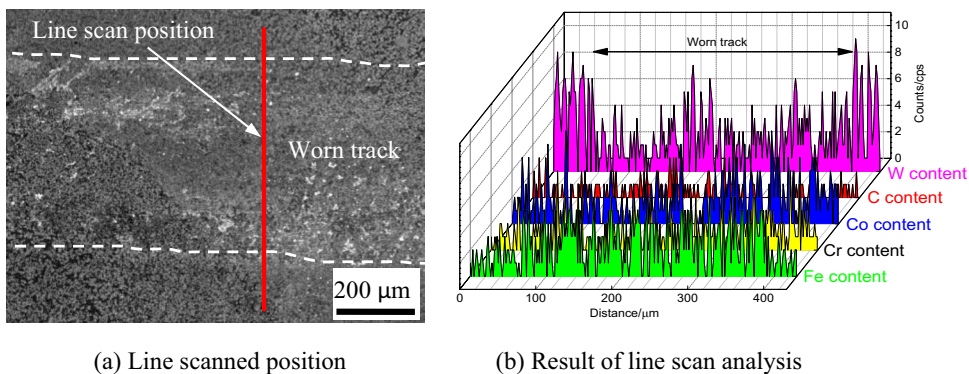 Line scan position
Worn track
200 μm
(a) Line scanned position
Worn track
10
8
6
4
2
0
Counts/cps
W content
C content
Co content
Cr content
Fe content
0 100 200 300 400
Distance/μm
(b) Result of line scan analysis